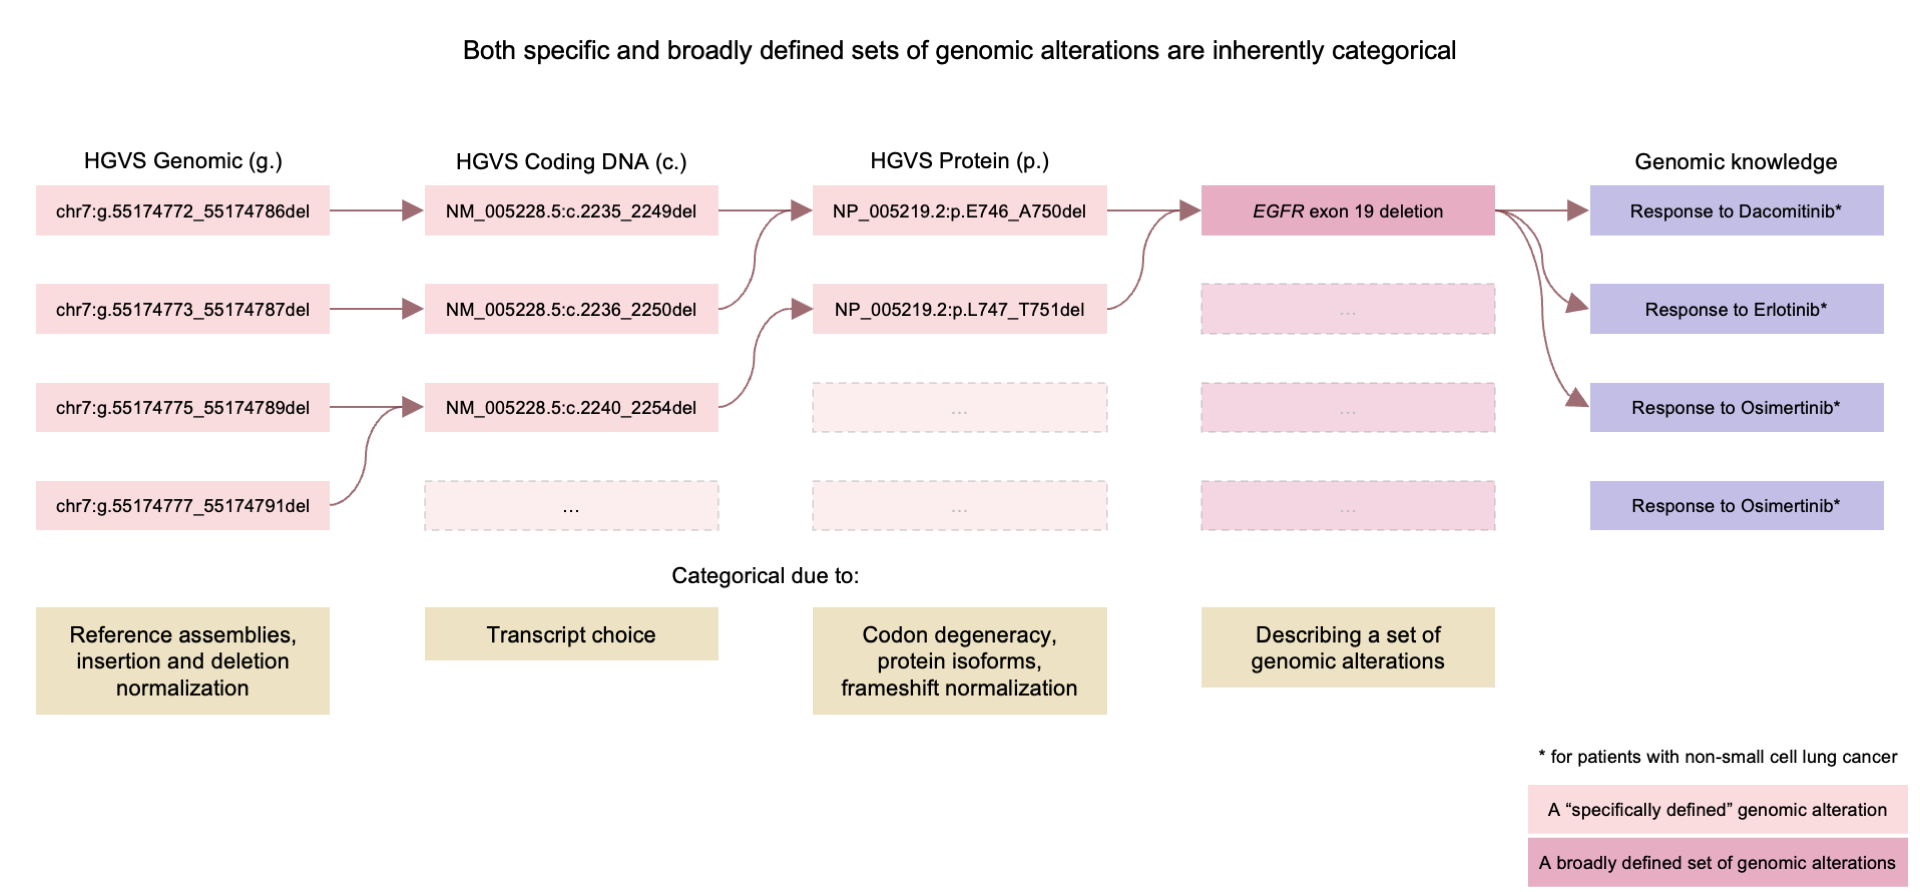 Both specific and broadly defined sets of genomic alterations are inherently categorical
HGVS Genomic (g.)
HGVS Coding DNA (c.)
HGVS Protein (p.)
Genomic knowledge
chr7:g.55174772_55174786del
NM_005228.5:c.2235_2249del
NP_005219.2:p.E746_A750del
EGFR exon 19 deletion
Response to Dacomitinib*
chr7:g.55174773_55174787del
NM_005228.5:c.2236_2250del
NP_005219.2:p.L747_T751del
...
Response to Erlotinib*
chr7:g.55174775_55174789del
NM_005228.5:c.2240_2254del
...
...
Response to Osimertinib*
chr7:g.55174777_55174791del
...
...
...
Response to Osimertinib*
Categorical due to:
Reference assemblies,
insertion and deletion
normalization
Transcript choice
Codon degeneracy,
protein isoforms,
frameshift normalization
Describing a set of
genomic alterations
* for patients with non-small cell lung cancer
A “specifically defined” genomic alteration
A broadly defined set of genomic alterations